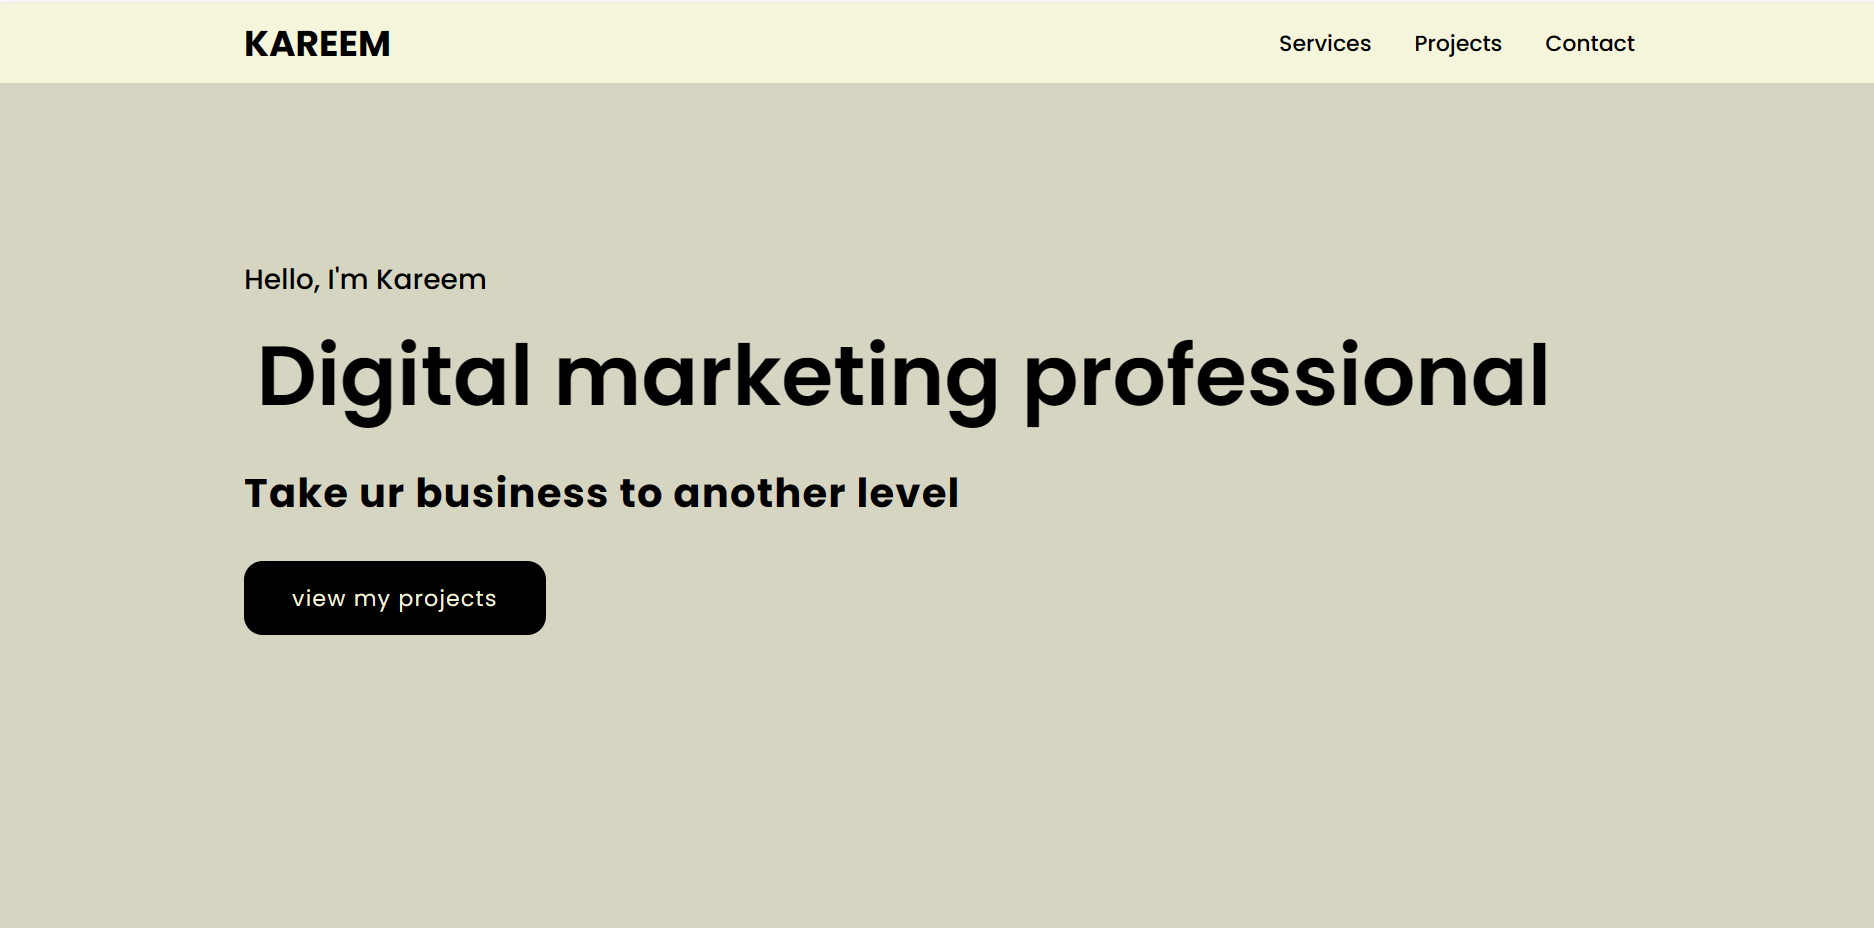 KAREEM
Services Projects Contact
Hello, I'm Kareem
Digital marketing professional
Take ur business to another level
view my projects